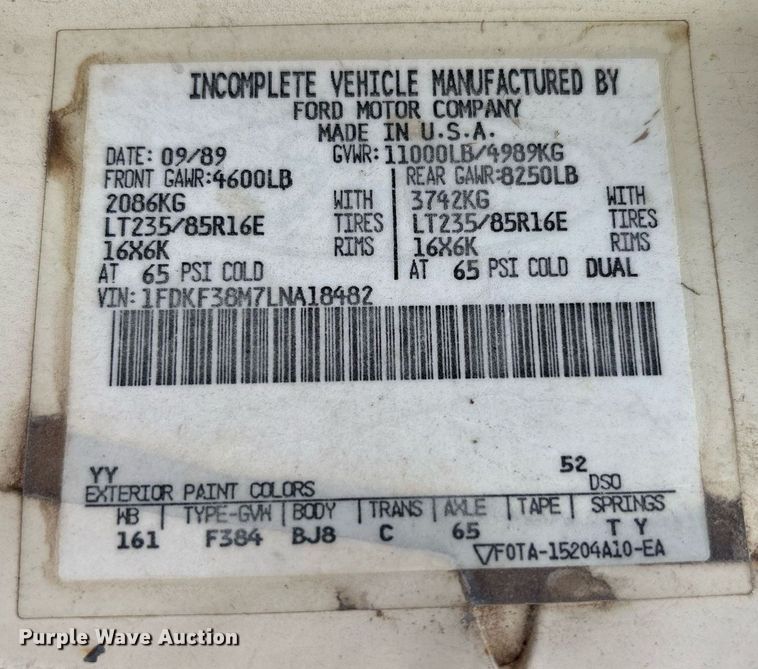 INCOMPLETE VEHICLE MANUFACTURED BY
FORD MOTOR COMPANY
MADE IN U.S.A.
DATE: 09/89 GVWR: 11000LB/4989KG
FRONT GAWR: 4600LB REAR GAWR: 8250LB
2086KG WITH 3742KG WITH
LT235/85R16E TIRES LT235/85R16E TIRES
16X6K RIMS 16X6K RIMS
AT 65 PSI COLD AT 65 PSI COLD DUAL
VIN: 1FDKF38M7LNA18482
YY 52
EXTERIOR PAINT COLORS DSO
WB TYPE-GVW BODY TRANS AXLE TAPE SPRINGS
161 F384 BJ8 C 65 T Y
F0TA-15204A10-EA
Purple Wave Auction